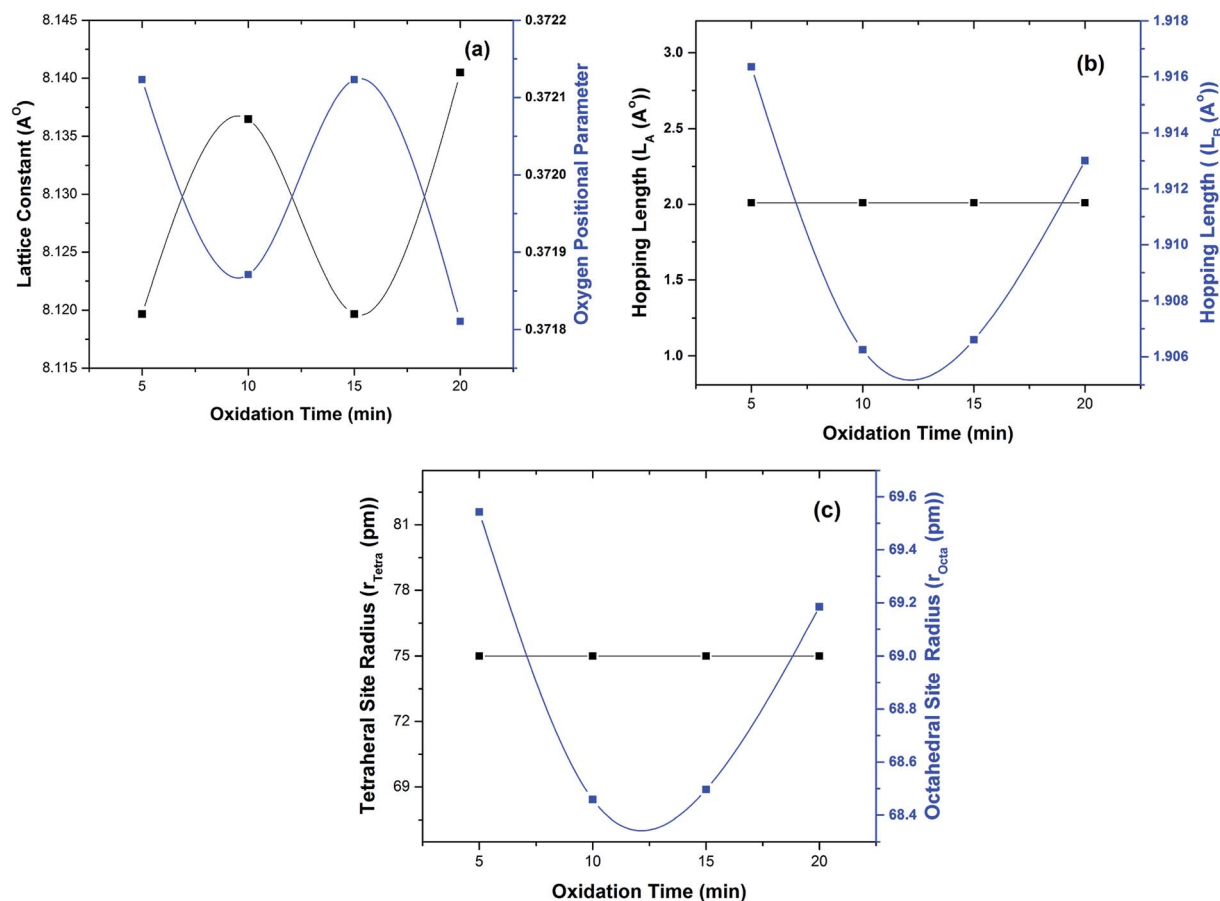 (a)
Lattice Constant (A°)
8.145
8.140
8.135
8.130
8.125
8.120
8.115
Oxygen Positional Parameter
0.3722
0.3721
0.3720
0.3719
0.3718
5 10 15 20
Oxidation Time (min)
(b)
Hopping Length (L_A (A°))
3.0
2.5
2.0
1.5
1.0
Hopping Length ( (L_B (A°))
1.918
1.916
1.914
1.912
1.910
1.908
1.906
5 10 15 20
Oxidation Time (min)
(c)
Tetraheral Site Radius (r_Tetra (pm))
81
78
75
72
69
Octahedral Site Radius (r_Octa (pm))
69.6
69.4
69.2
69.0
68.8
68.6
68.4
5 10 15 20
Oxidation Time (min)